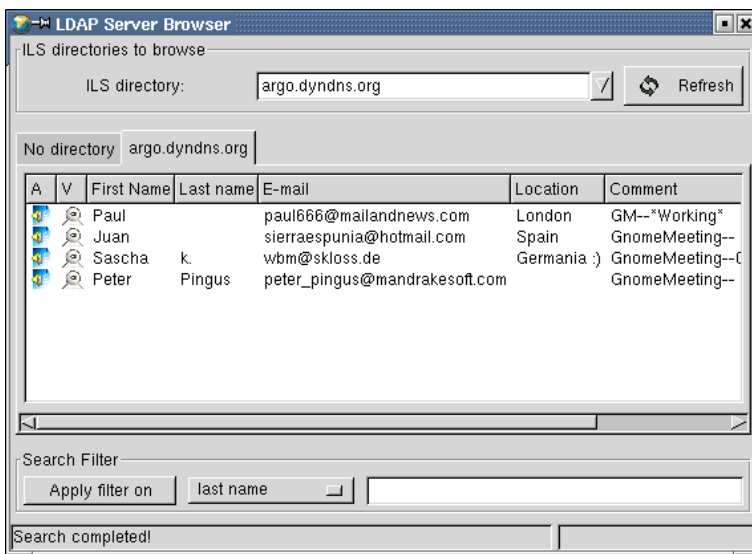 LDAP Server Browser
ILS directories to browse
ILS directory: argo.dyndns.org Refresh
No directory argo.dyndns.org
A V First Name Last name E-mail Location Comment
Paul paul666@mailandnews.com London GM--*Working*
Juan sierraespunia@hotmail.com Spain GnomeMeeting--
Sascha k. wbm@skloss.de Germania :) GnomeMeeting--
Peter Pingus peter_pingus@mandrakesoft.com GnomeMeeting--
Search Filter
Apply filter on last name
Search completed!